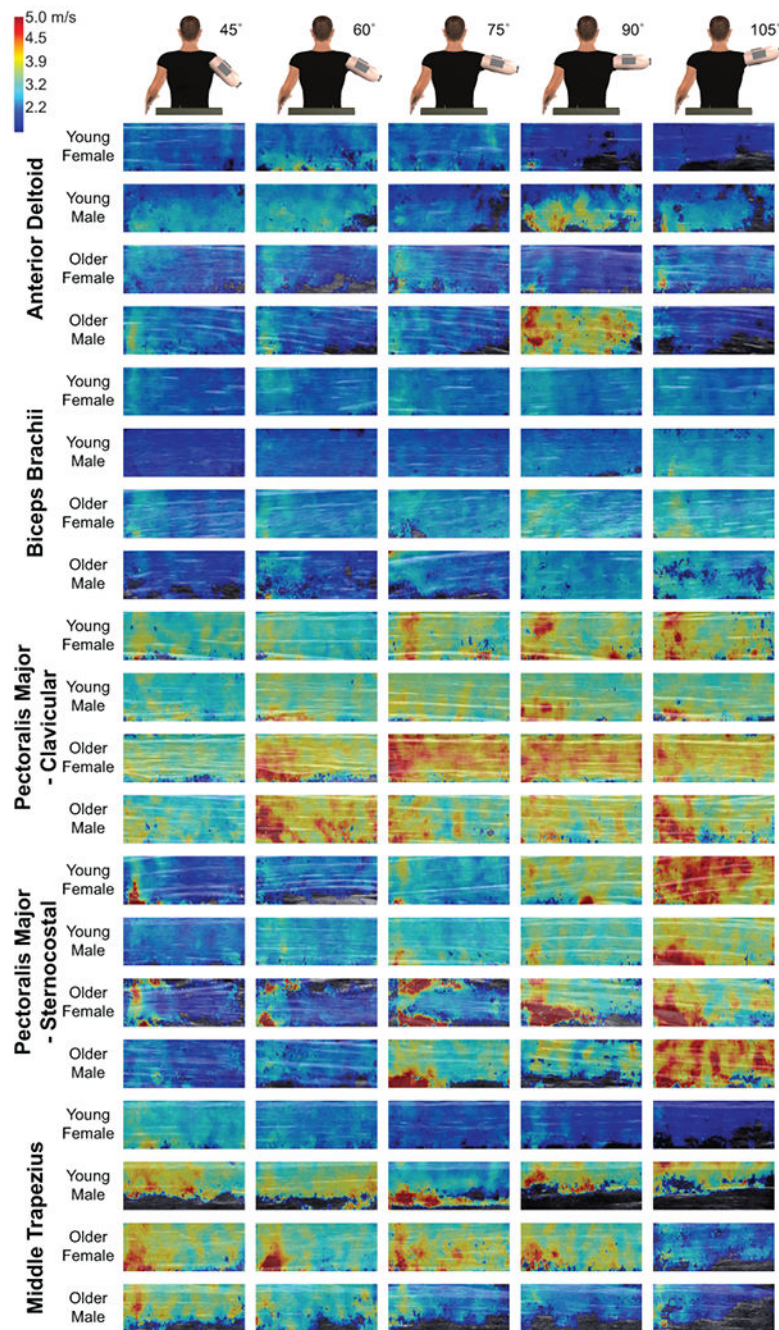 5.0 m/s
4.9
3.8
3.2
2.2
45°
60°
75°
90°
105°
Anterior Deltoid
Young
Female
Young
Male
Older
Female
Older
Male
Biceps Brachii
Young
Female
Young
Male
Older
Female
Older
Male
Pectoralis Major
- Clavicular
Young
Female
Young
Male
Older
Female
Older
Male
Pectoralis Major
- Sternocostal
Young
Female
Young
Male
Older
Female
Older
Male
Middle Trapezius
Young
Female
Young
Male
Older
Female
Older
Male